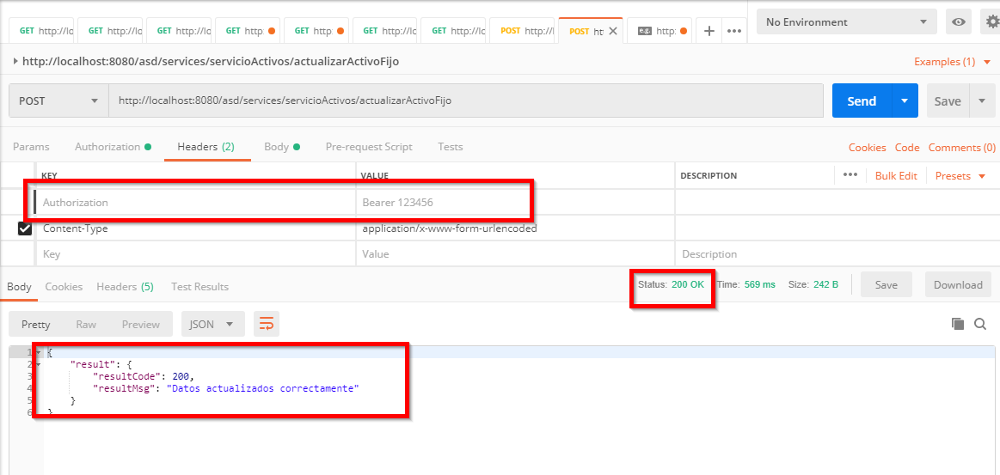 GET http://lo GET http://lo GET http://lo GET http: GET http: GET http://lo GET http://lo POST http://l POST ht e.g. http: + ••• No Environment
http://localhost:8080/asd/services/servicioActivos/actualizarActivoFijo Examples (1)
POST http://localhost:8080/asd/services/servicioActivos/actualizarActivoFijo Send Save
Params Authorization Headers (2) Body Pre-request Script Tests Cookies Code Comments (0)
KEY VALUE DESCRIPTION ••• Bulk Edit Presets
Authorization Bearer 123456
Content-Type application/x-www-form-urlencoded
Key Value Description
Body Cookies Headers (5) Test Results Status: 200 OK Time: 569 ms Size: 242 B Save Download
Pretty Raw Preview JSON
1 {
2 "result": {
3 "resultCode": 200,
4 "resultMsg": "Datos actualizados correctamente"
5 }
6 }